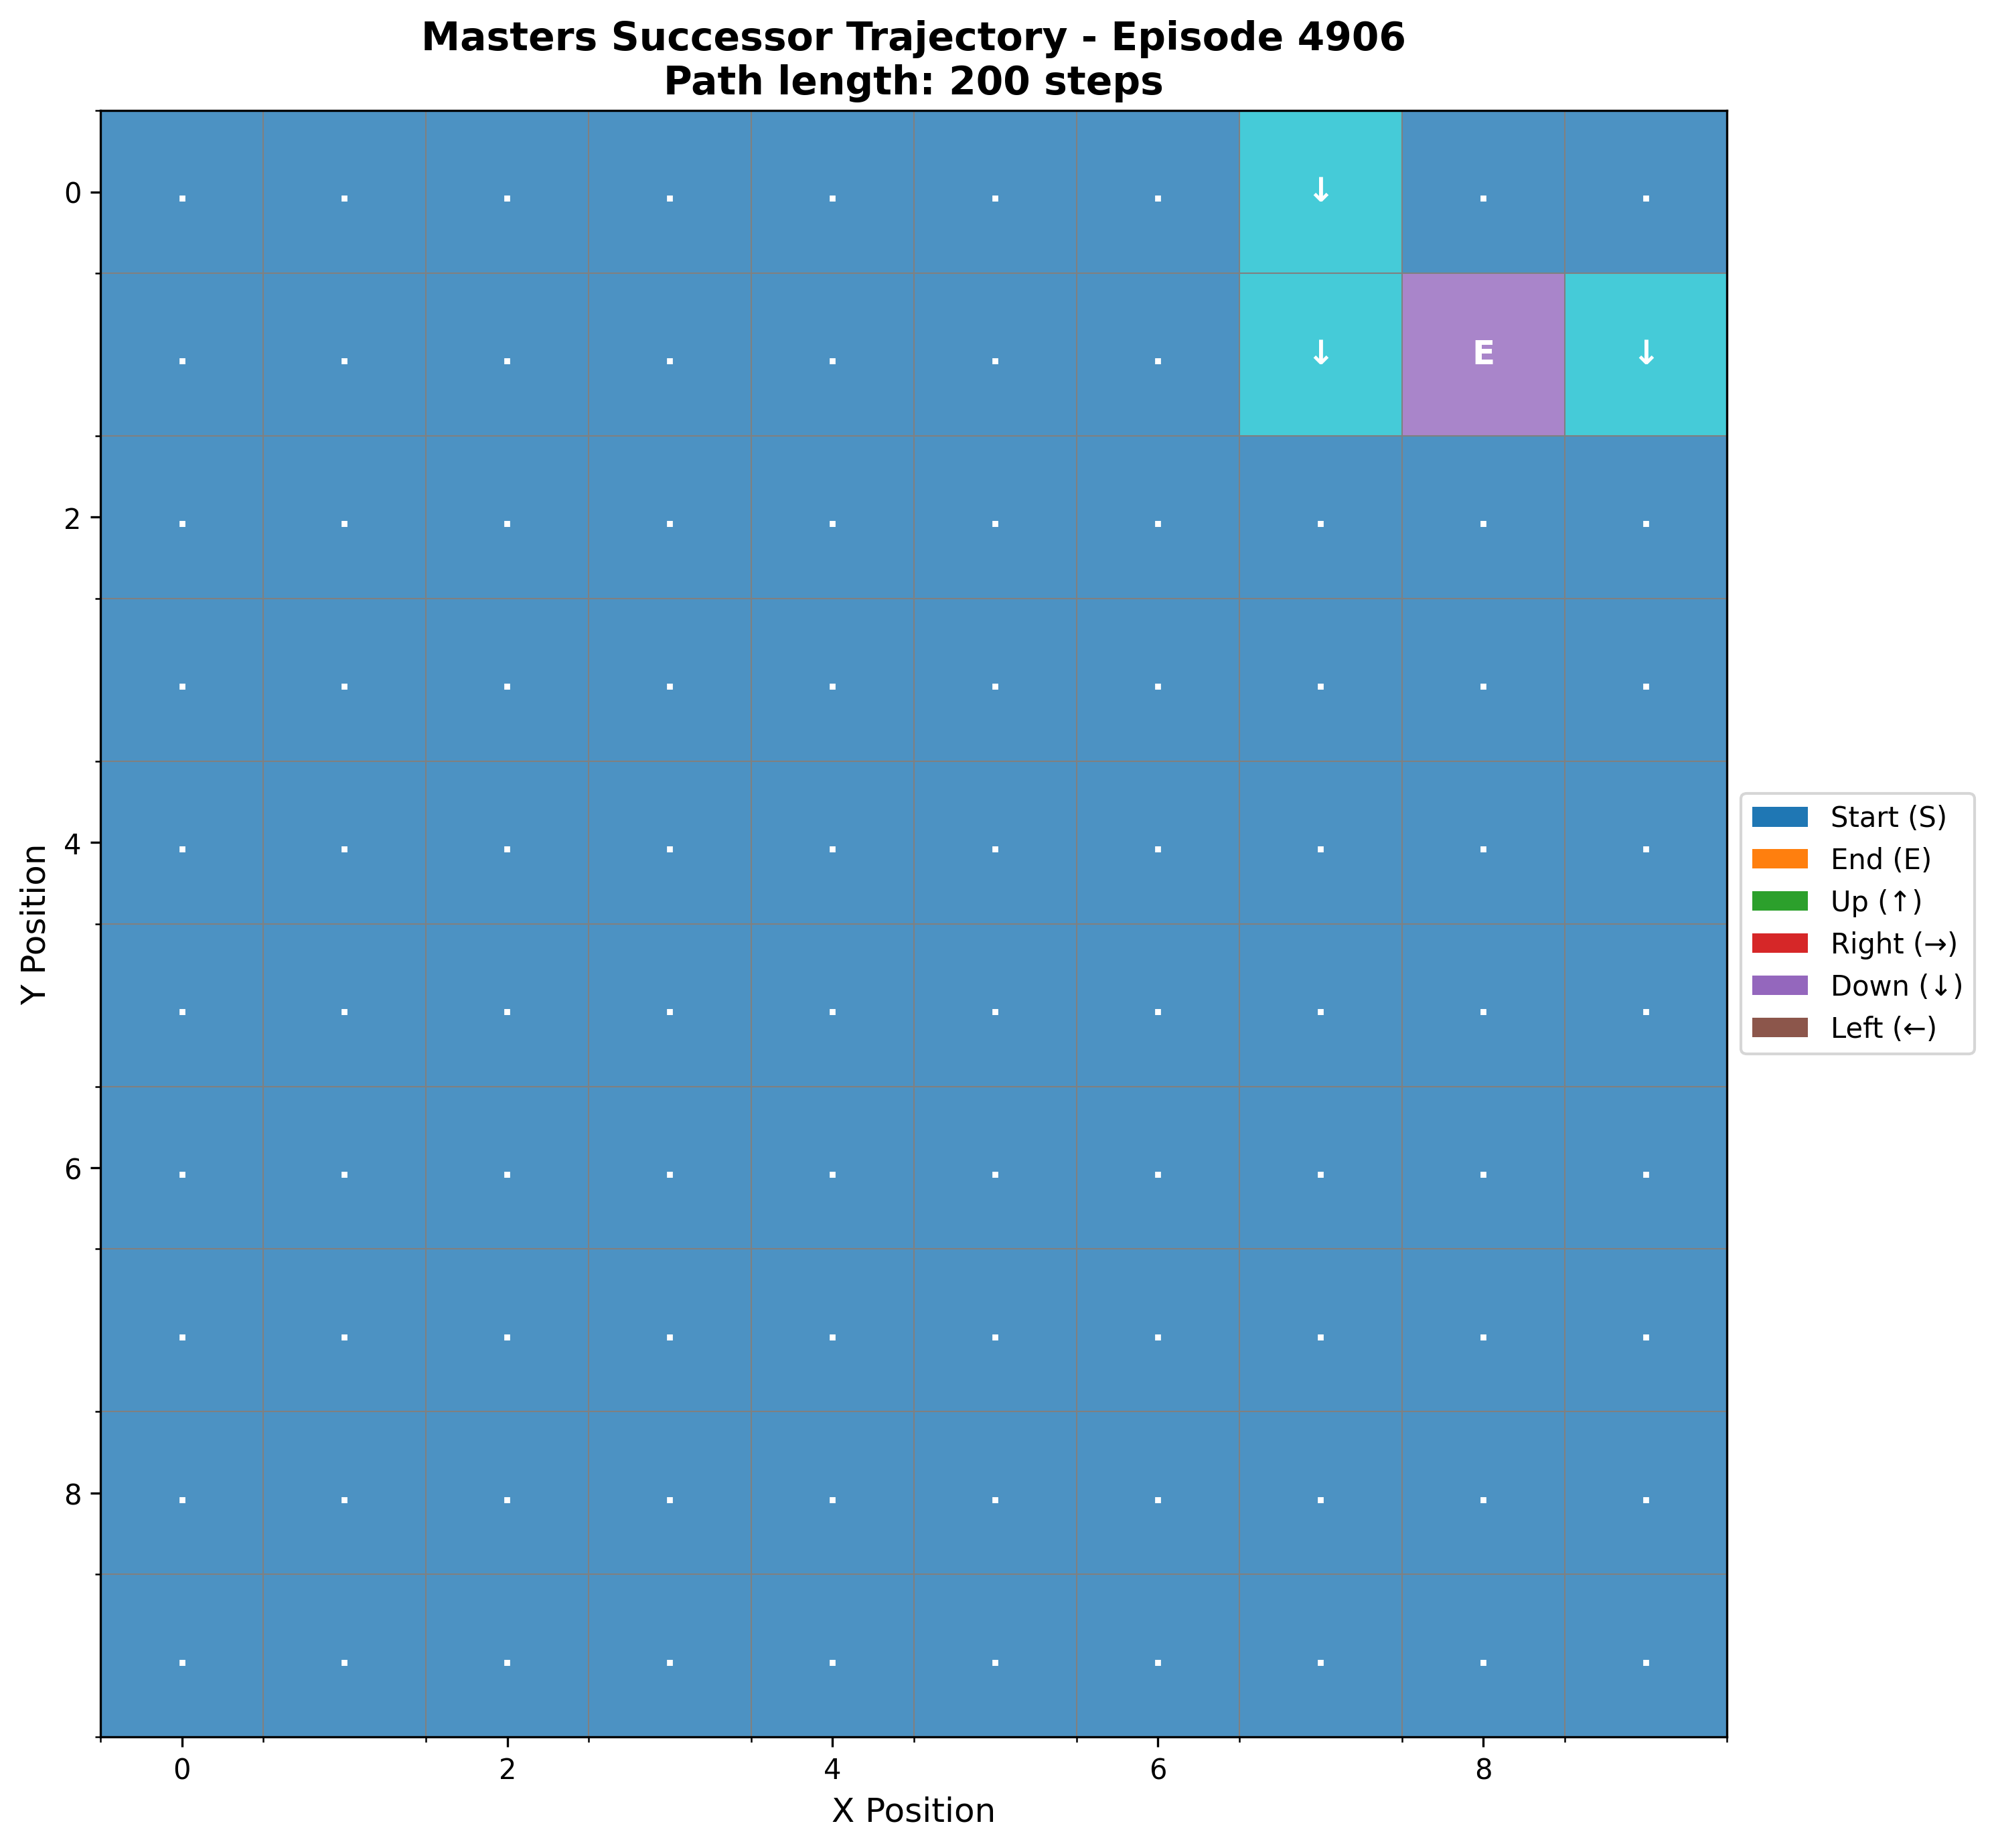 Masters Successor Trajectory - Episode 4906
Path length: 200 steps
0 . . . . . . . ↓ . .
. . . . . . . ↓ E ↓
2 . . . . . . . . . .
. . . . . . . . . .
4 . . . . . . . . . .
. . . . . . . . . .
6 . . . . . . . . . .
. . . . . . . . . .
8 . . . . . . . . . .
. . . . . . . . . .
0 2 4 6 8
X Position
Y Position
Start (S)
End (E)
Up (↑)
Right (→)
Down (↓)
Left (←)